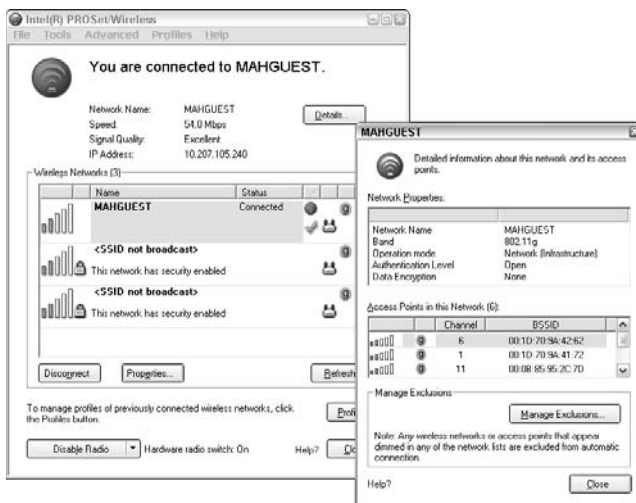 Intel(R) PROSet/Wireless
File Tools Advanced Profiles Help
You are connected to MAHGUEST.
Network Name: MAHGUEST
Speed: 54.0 Mbps
Signal Quality: Excellent
IP Address: 10.207.105.240
Details...
Wireless Networks (3)
Name Status
MAHGUEST Connected
<SSID not broadcast>
This network has security enabled
<SSID not broadcast>
This network has security enabled
Disconnect Properties... Refresh
To manage profiles of previously connected wireless networks, click
the Profiles button.
Profi
Disable Radio Hardware radio switch: On Help? Clo
MAHGUEST
Detailed information about this network and its access
points.
Network Properties:
Network Name MAHGUEST
Band 802.11g
Operation mode Network (Infrastructure)
Authentication Level Open
Data Encryption None
Access Points in this Network (6):
Channel BSSID
6 00:1D:70:9A:42:62
1 00:1D:70:9A:41:72
11 00:0B:85:95:2C:7D
Manage Exclusions
Manage Exclusions...
Note: Any wireless networks or access points that appear
dimmed in any of the network lists are excluded from automatic
connection.
Help? Close